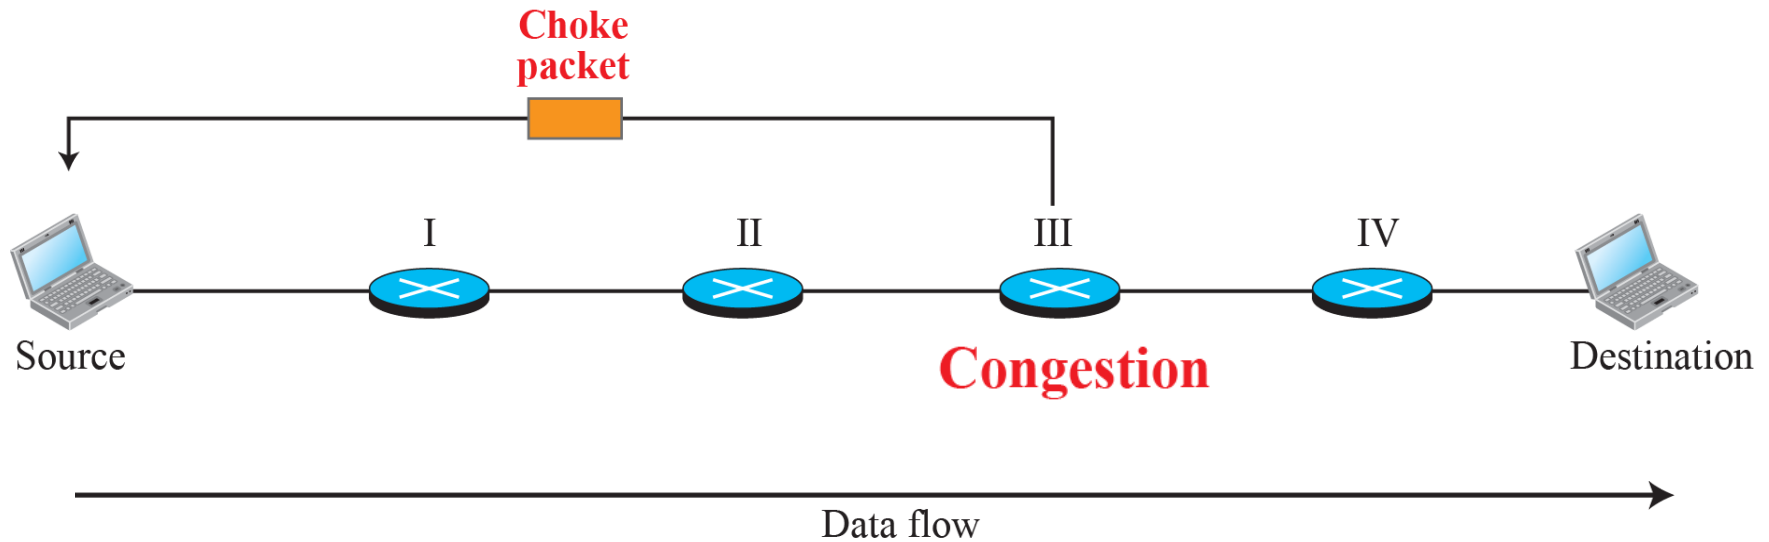 Choke
packet
I
II
III
IV
Source
Congestion
Destination
Data flow